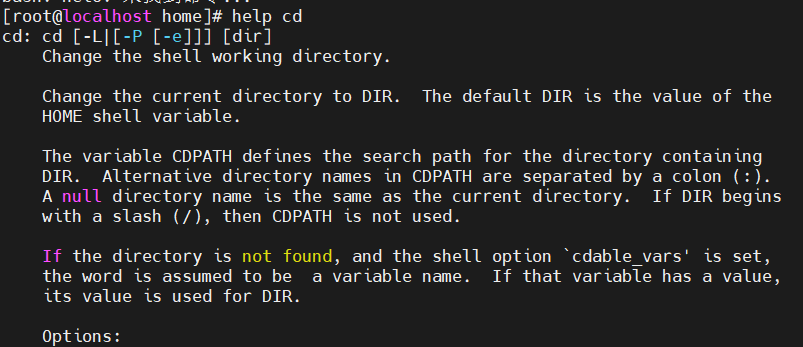 [root@localhost home]# help cd
cd: cd [-L|[-P [-e]]] [dir]
    Change the shell working directory.
    
    Change the current directory to DIR.  The default DIR is the value of the
    HOME shell variable.
    
    The variable CDPATH defines the search path for the directory containing
    DIR.  Alternative directory names in CDPATH are separated by a colon (:).
    A null directory name is the same as the current directory.  If DIR begins
    with a slash (/), then CDPATH is not used.
    
    If the directory is not found, and the shell option `cdable_vars' is set,
    the word is assumed to be  a variable name.  If that variable has a value,
    its value is used for DIR.
    
    Options: